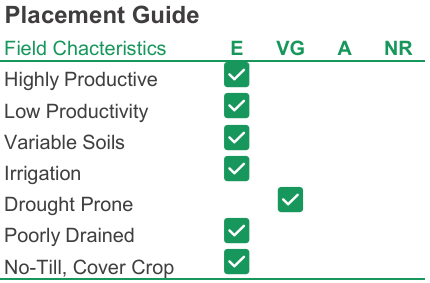 Placement Guide
Field Chacteristics E VG A NR
Highly Productive
Low Productivity
Variable Soils
Irrigation
Drought Prone
Poorly Drained
No-Till, Cover Crop